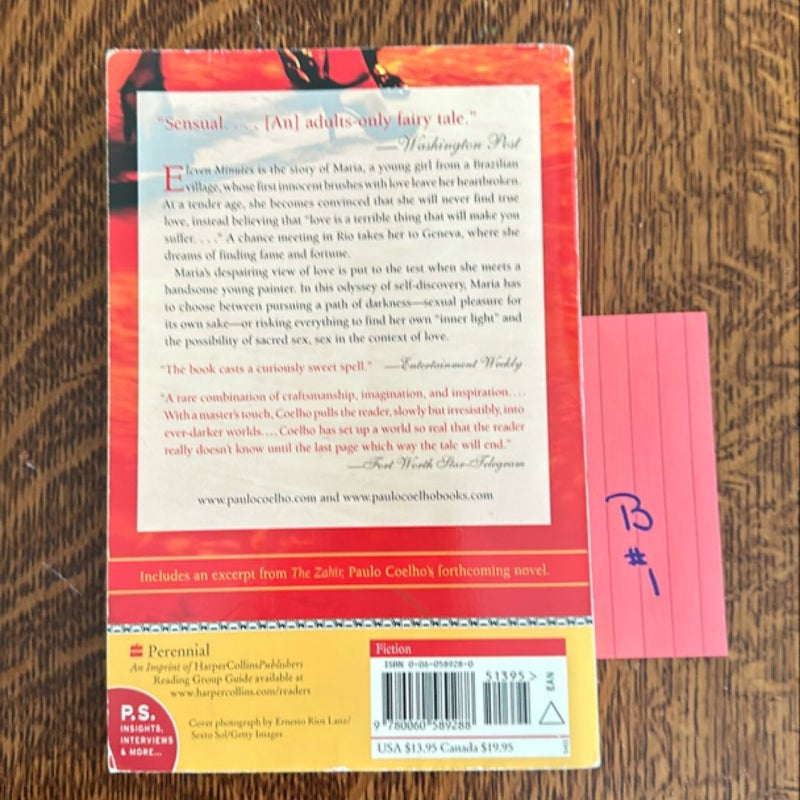 "Sensual. . . . [An] adults-only fairy tale."
—Washington Post
Eleven Minutes is the story of Maria, a young girl from a Brazilian
village, whose first innocent brushes with love leave her heartbroken.
At a tender age, she becomes convinced that she will never find true
love, instead believing that "love is a terrible thing that will make you
suffer. . . ." A chance meeting in Rio takes her to Geneva, where she
dreams of finding fame and fortune.
Maria's despairing view of love is put to the test when she meets a
handsome young painter. In this odyssey of self-discovery, Maria has
to choose between pursuing a path of darkness—sexual pleasure for
its own sake—or risking everything to find her own "inner light" and
the possibility of sacred sex, sex in the context of love.
"The book casts a curiously sweet spell." —Entertainment Weekly
"A rare combination of craftsmanship, imagination, and inspiration....
With a master's touch, Coelho pulls the reader, slowly but irresistibly, into
ever-darker worlds.... Coelho has set up a world so real that the reader
really doesn't know until the last page which way the tale will end."
—Fort Worth Star-Telegram
www.paulocoelho.com and www.paulocoelhobooks.com
Includes an excerpt from The Zahir, Paulo Coelho's forthcoming novel.
Perennial
An Imprint of HarperCollinsPublishers
Reading Group Guide available at
www.harpercollins.com/readers
P.S.
INSIGHTS,
INTERVIEWS
& MORE...
Cover photograph by Ernesto Rios Lanz/
Sexto Sol/Getty Images
Fiction
ISBN 0-06-058928-0
51395 >
EAN
9 780060 589288
USA $13.95 Canada $19.95
B
#1